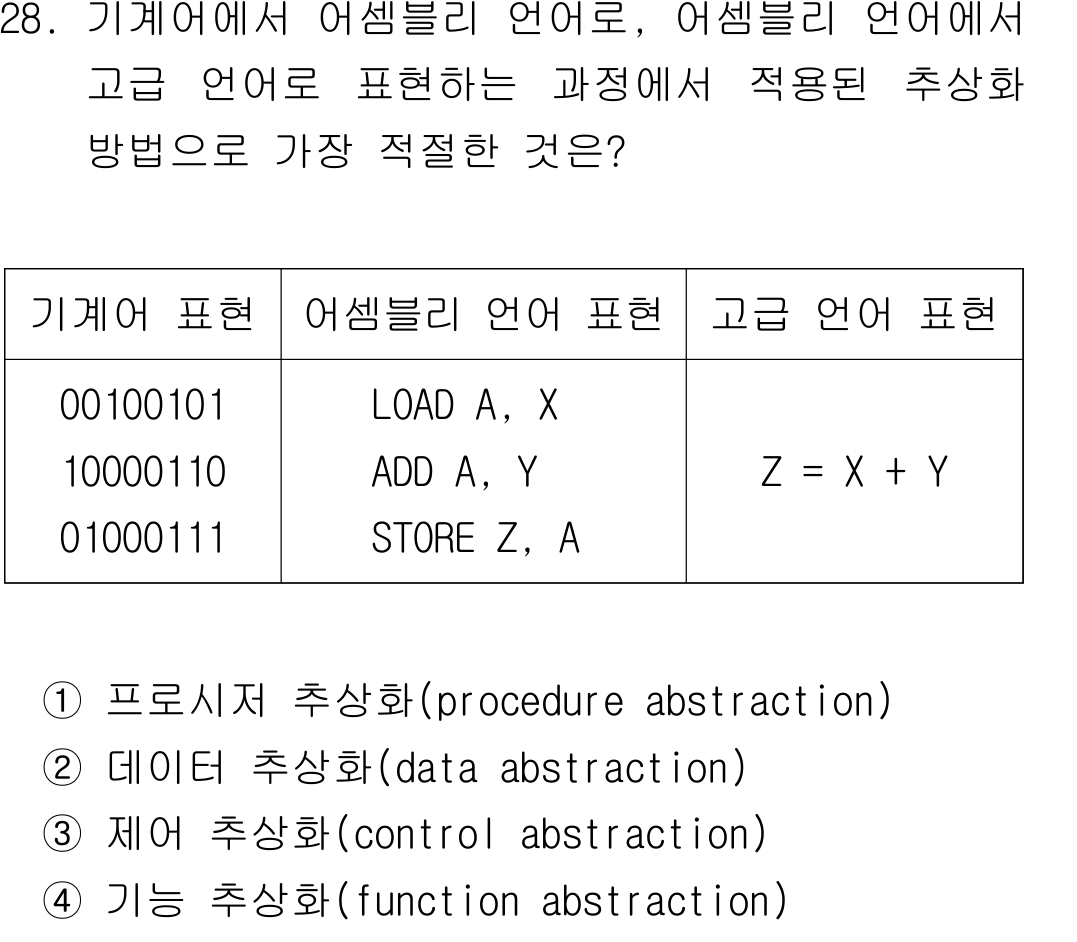 28. 기계어에서 어셈블리 언어로, 어셈블리 언어에서
고급 언어로 표현하는 과정에서 적용된 추상화
방법으로 가장 적절한 것은?
기계어 표현 어셈블리 언어 표현 고급 언어 표현
00100101 LOAD A, X
10000110 ADD A, Y Z = X + Y
01000111 STORE Z, A
① 프로시저 추상화(procedure abstraction)
② 데이터 추상화(data abstraction)
③ 제어 추상화(control abstraction)
④ 기능 추상화(function abstraction)